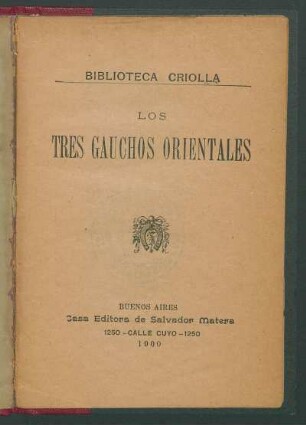 BIBLIOTECA CRIOLLA
LOS
TRES GAUCHOS ORIENTALES
BUENOS AIRES
Casa Editora de Salvador Matera
1250-CALLE CUYO-1250
1900